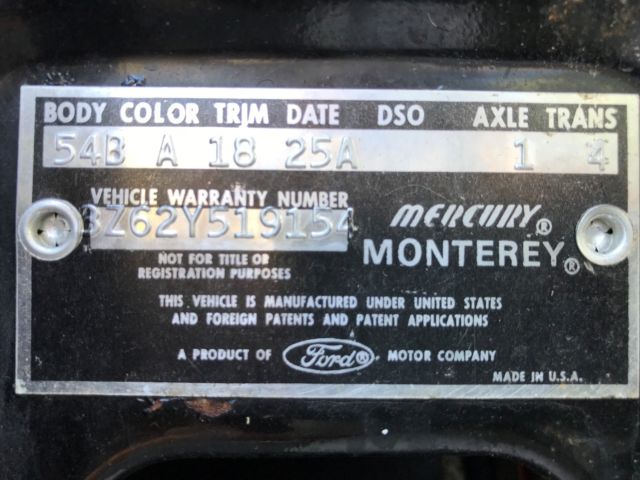 BODY COLOR TRIM DATE DSO AXLE TRANS
54B A 18 25A 1 4
VEHICLE WARRANTY NUMBER
3Z62Y519154
NOT FOR TITLE OR
REGISTRATION PURPOSES
MERCURY®
MONTEREY®
THIS VEHICLE IS MANUFACTURED UNDER UNITED STATES
AND FOREIGN PATENTS AND PATENT APPLICATIONS
A PRODUCT OF Ford® MOTOR COMPANY
MADE IN U.S.A.